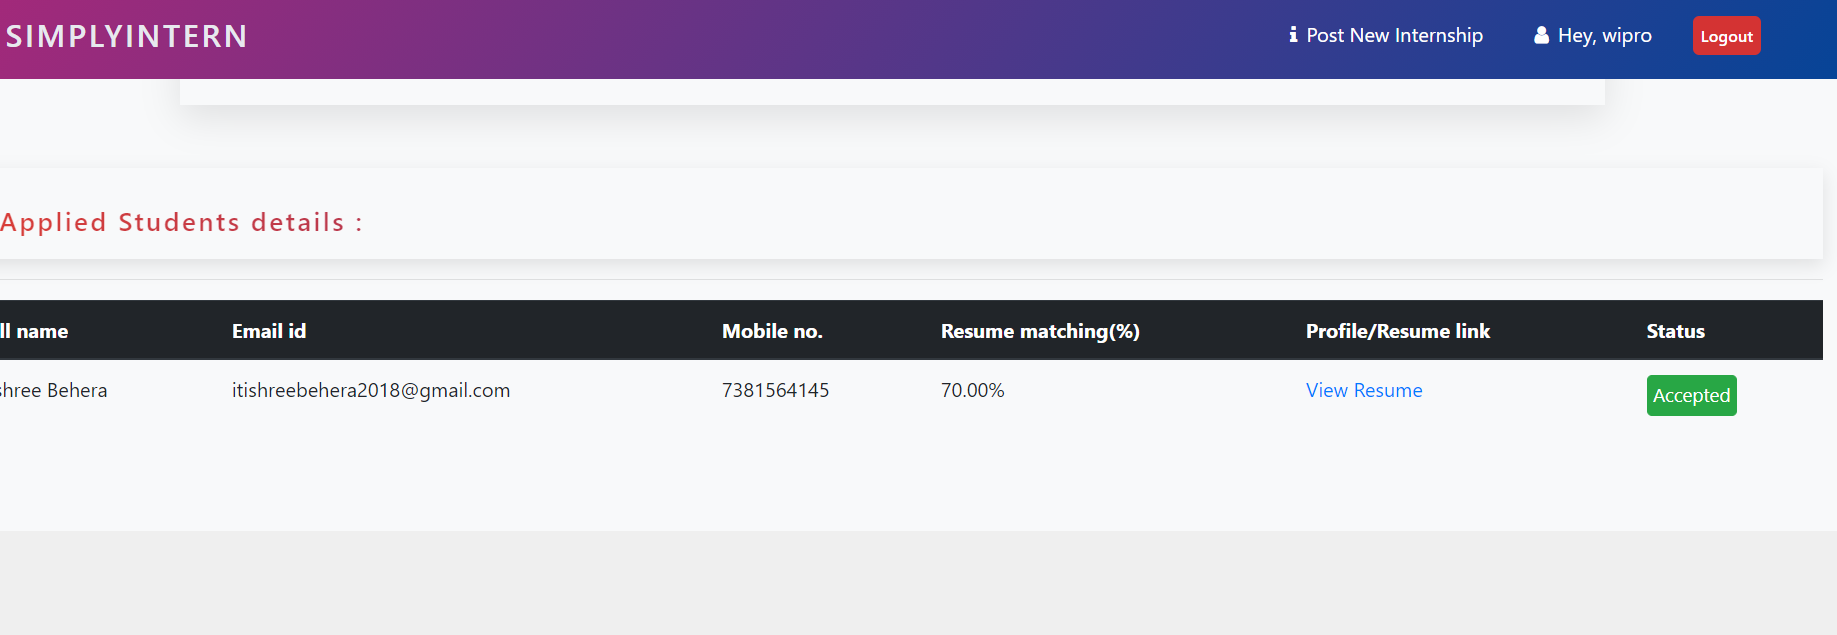 SIMPLYINTERN Post New Internship Hey, wipro Logout
Applied Students details :
ll name Email id Mobile no. Resume matching(%) Profile/Resume link Status
shree Behera itishreebehera2018@gmail.com 7381564145 70.00% View Resume Accepted